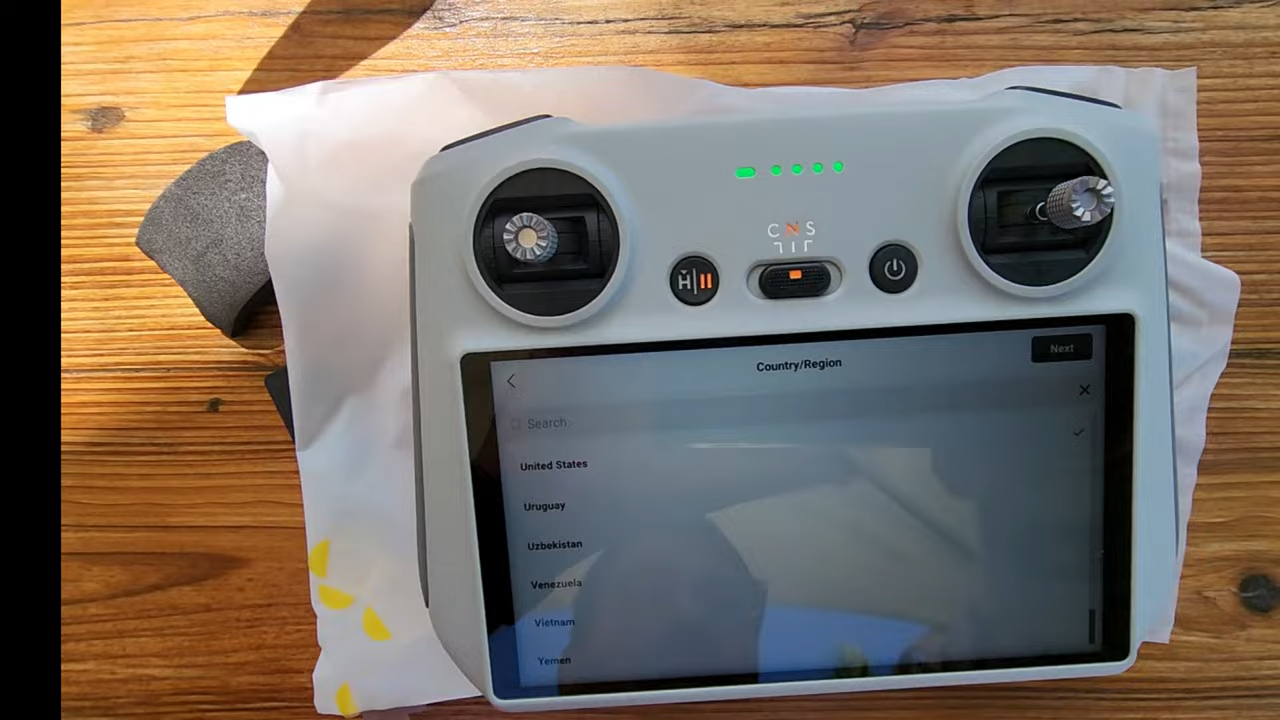 C N S
H
Country/Region
Next
Search
United States
Uruguay
Uzbekistan
Venezuela
Vietnam
Yemen